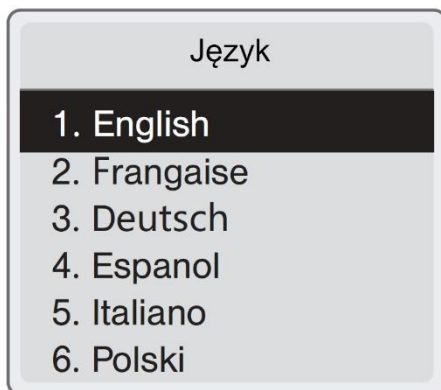 Język
1. English
2. Frangaise
3. Deutsch
4. Espanol
5. Italiano
6. Polski